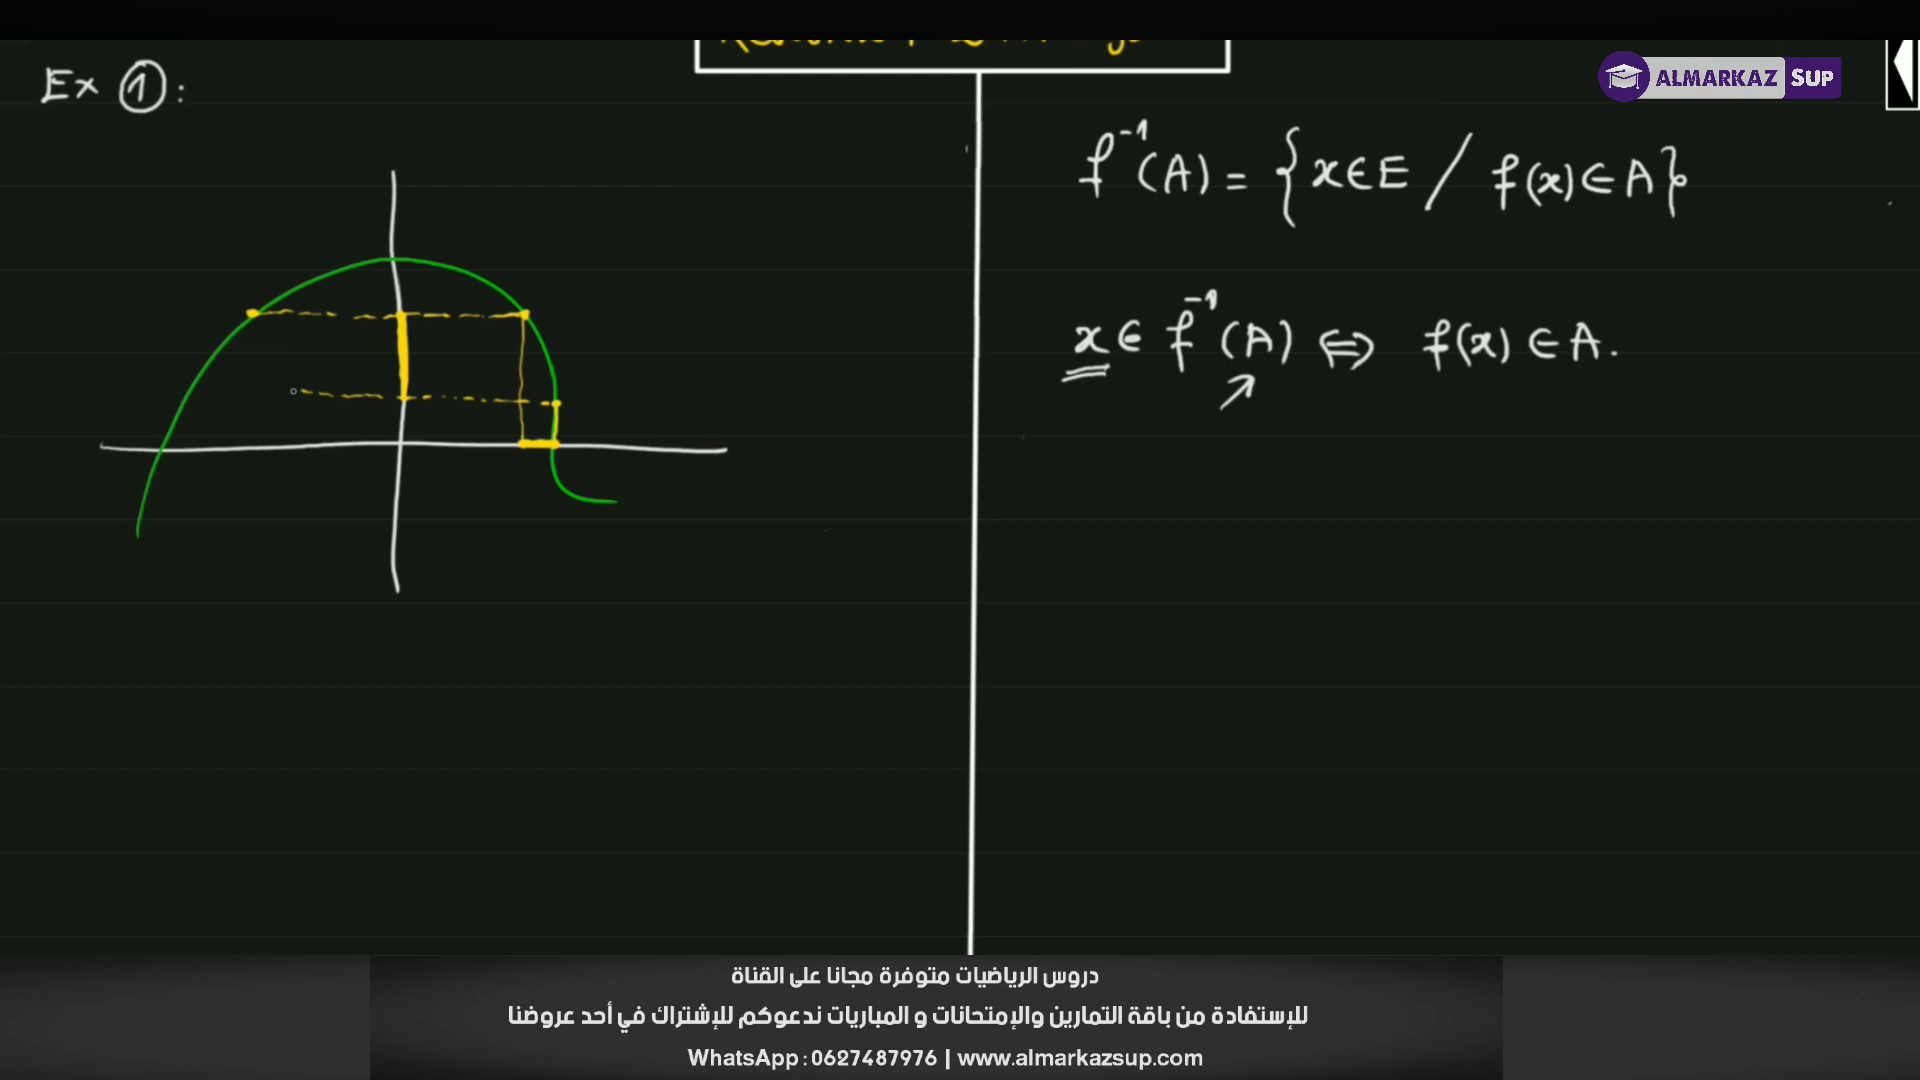 Ex ①:
ALMARKAZ SUP
f⁻¹(A) = {x∈E / f(x)∈A}
x ∈ f⁻¹(A) ⇔ f(x) ∈ A.
دروس الرياضيات متوفرة مجانا على القناة
للإستفادة من باقة التمارين والإمتحانات و المباريات ندعوكم للإشتراك في أحد عروضنا
WhatsApp : 0627487976 | www.almarkazsup.com